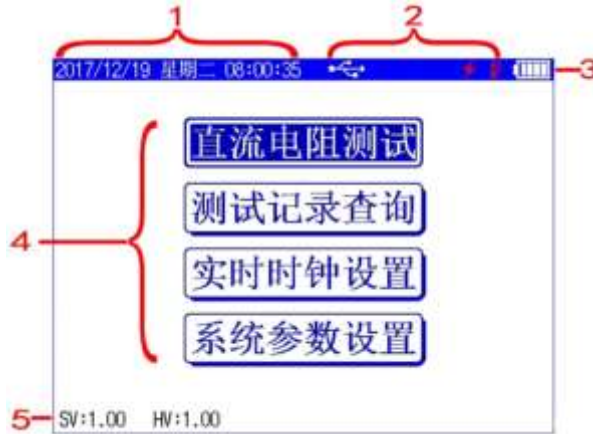 1 2
2017/12/19 星期二 08:00:35
3
直流电阻测试
测试记录查询
4
实时时钟设置
系统参数设置
5
SV:1.00 HV:1.00